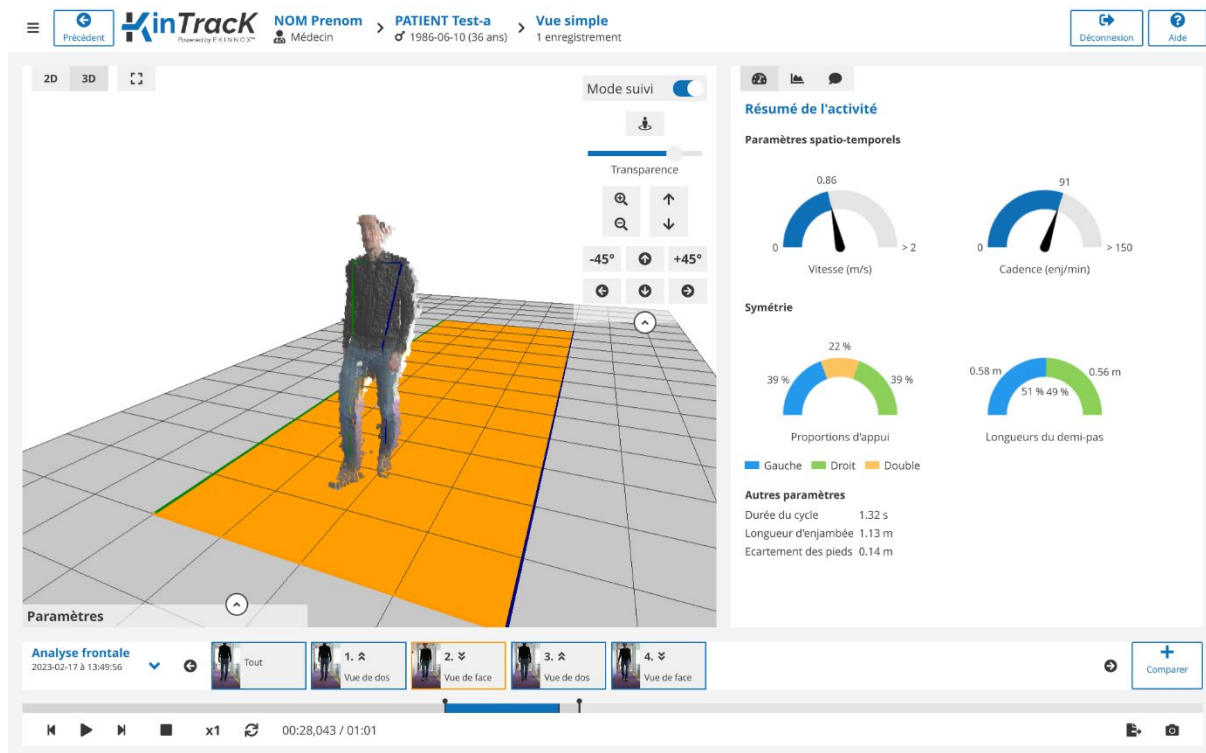 Précédent
KinTracK
Powered by EKINNOX™
NOM Prenom
Médecin
PATIENT Test-a
1986-06-10 (36 ans)
Vue simple
1 enregistrement
Déconnexion
Aide
2D 3D
Mode suivi
Transparence
-45° +45°
Paramètres
Résumé de l'activité
Paramètres spatio-temporels
0.86
0 > 2
Vitesse (m/s)
91
0 > 150
Cadence (enj/min)
Symétrie
22 %
39 % 39 %
Proportions d'appui
0.58 m 0.56 m
51 % 49 %
Longueurs du demi-pas
Gauche Droit Double
Autres paramètres
Durée du cycle 1.32 s
Longueur d'enjambée 1.13 m
Ecartement des pieds 0.14 m
Analyse frontale
2023-02-17 à 13:49:56
Tout
1.
Vue de dos
2.
Vue de face
3.
Vue de dos
4.
Vue de face
Comparer
x1 00:28,043 / 01:01